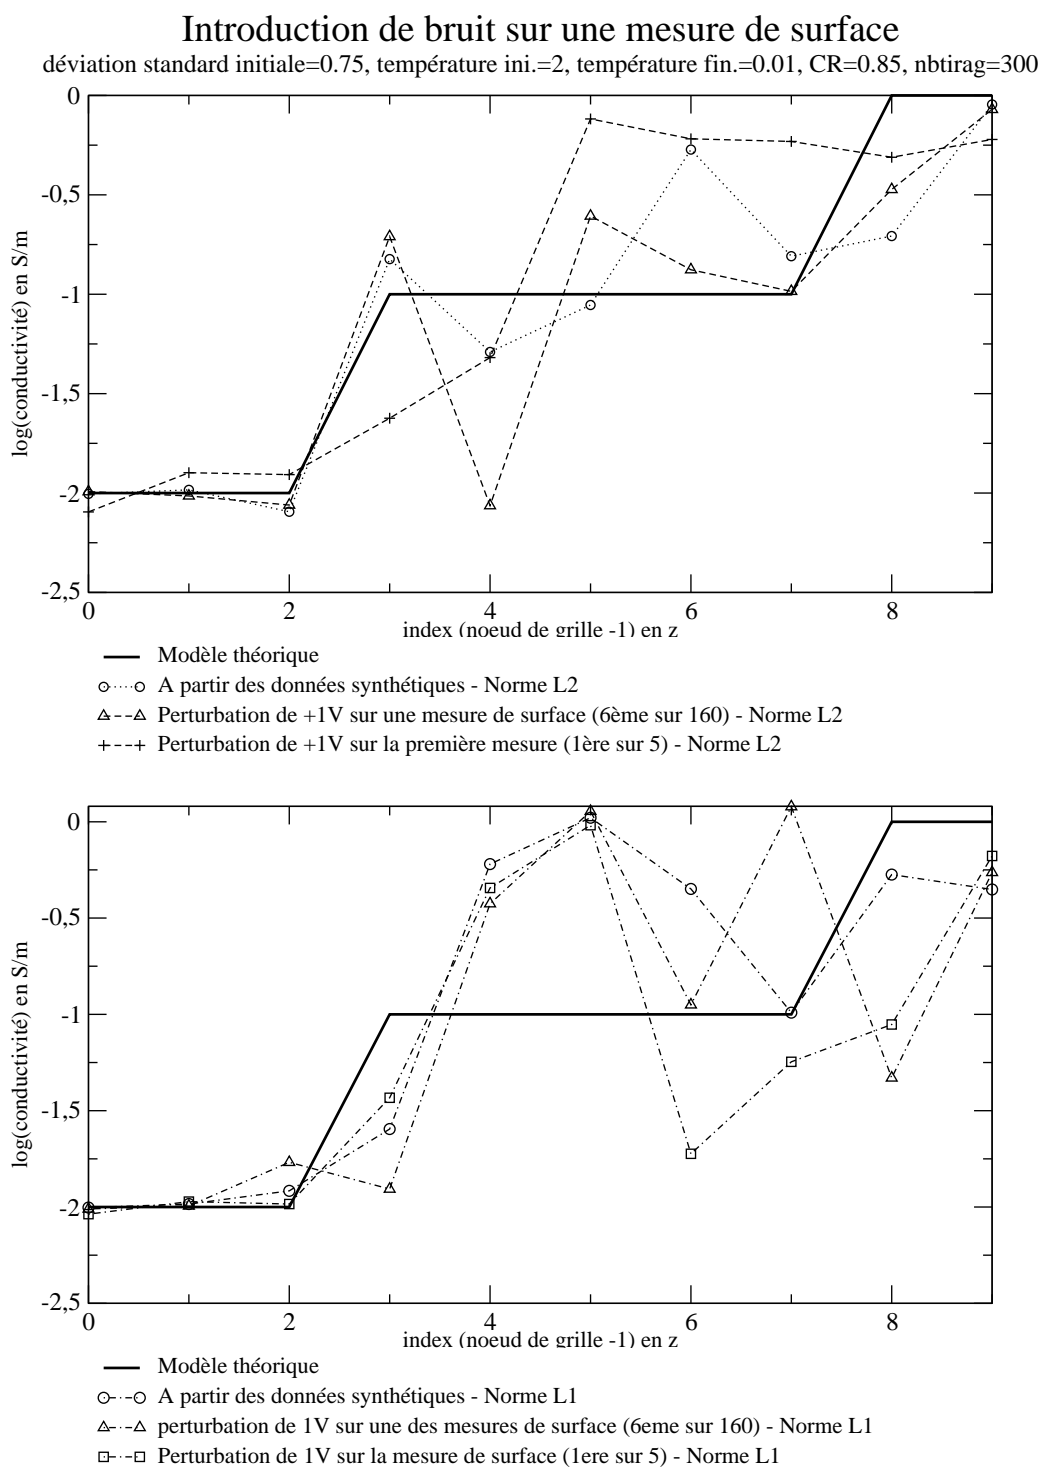 Introduction de bruit sur une mesure de surface
déviation standard initiale=0.75, température ini.=2, température fin.=0.01, CR=0.85, nbtirag=300
0
-0,5
-1
-1,5
-2
-2,5
log(conductivité) en S/m
0 2 4 6 8
index (noeud de grille -1) en z
Modèle théorique
A partir des données synthétiques - Norme L2
Perturbation de +1V sur une mesure de surface (6ème sur 160) - Norme L2
Perturbation de +1V sur la première mesure (1ère sur 5) - Norme L2
0
-0,5
-1
-1,5
-2
-2,5
log(conductivité) en S/m
0 2 4 6 8
index (noeud de grille -1) en z
Modèle théorique
A partir des données synthétiques - Norme L1
perturbation de 1V sur une des mesures de surface (6eme sur 160) - Norme L1
Perturbation de 1V sur la mesure de surface (1ere sur 5) - Norme L1